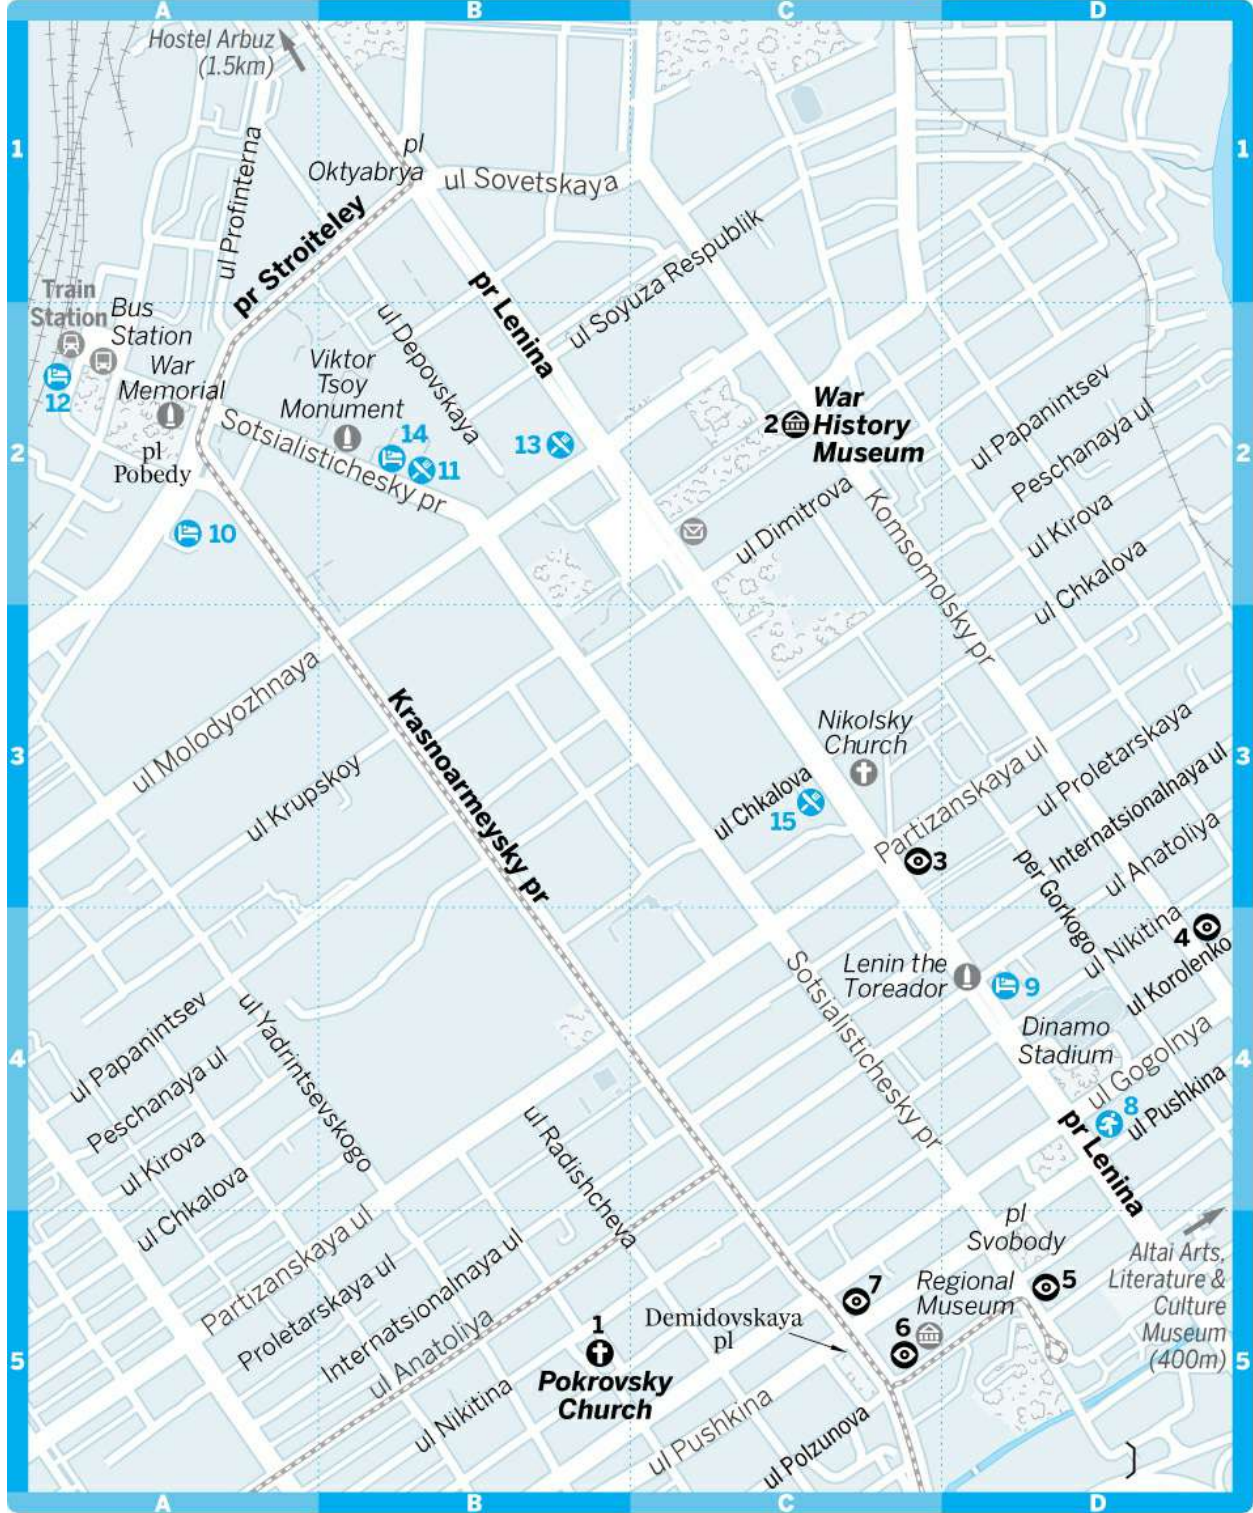 A
B
C
D
Hostel Arbuz
(1.5km)
1
1
pl
Oktyabrya
ul Sovetskaya
ul Profinterna
pr Stroiteley
pr Lenina
ul Soyuza Respublik
Train
Station
Bus
Station
War
Memorial
12
pl
Pobedy
Viktor
Tsoy
Monument
ul Depovskaya
Sotsialistichesky pr
14
11
13
10
2
2
War
History
Museum
2
ul Dimitrova
Komsomolsky pr
ul Papanintsev
Peschanaya ul
ul Kirova
ul Chkalova
3
3
ul Molodyozhnaya
ul Krupskoy
Krasnoarmeysky pr
Nikolsky
Church
ul Chkalova
15
Partizanskaya ul
3
ul Proletarskaya
Internatsionalnaya ul
ul Anatoliya
per Gorkogo
ul Nikitina
4
ul Korolenko
Lenin the
Toreador
9
Dinamo
Stadium
ul Gogolnya
8
ul Pushkina
pr Lenina
4
4
Sotsialistichesky pr
ul Papanintsev
Peschanaya ul
ul Kirova
ul Chkalova
ul Yadrintsevskogo
ul Radishcheva
Partizanskaya ul
Proletarskaya ul
Internatsionalnaya ul
ul Anatoliya
ul Nikitina
1
Pokrovsky
Church
Demidovskaya
pl
7
6
Regional
Museum
pl
Svobody
5
Altai Arts,
Literature &
Culture
Museum
(400m)
5
5
ul Pushkina
ul Polzunova
A
B
C
D